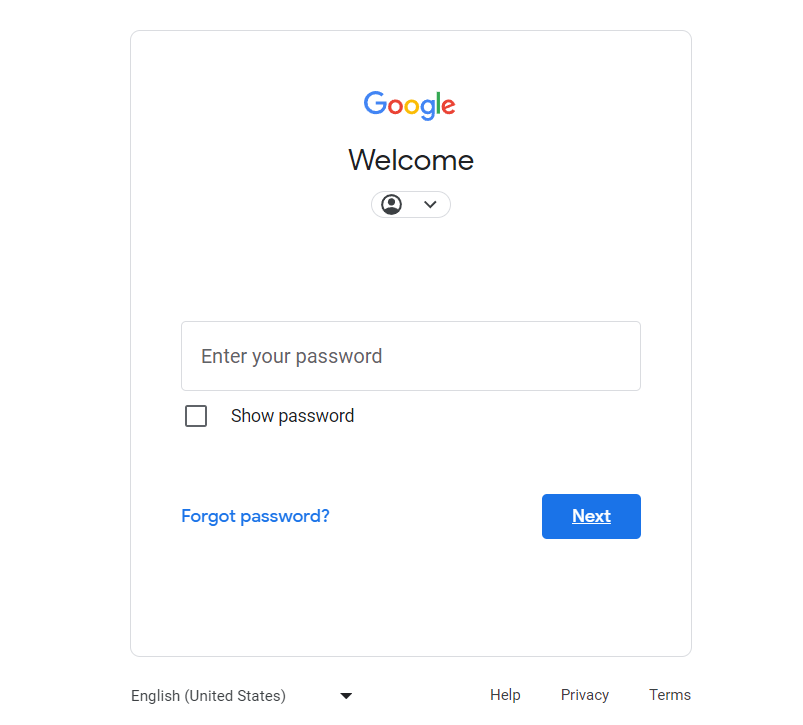 Google
Welcome
Enter your password
Show password
Forgot password?
Next
English (United States)
Help
Privacy
Terms